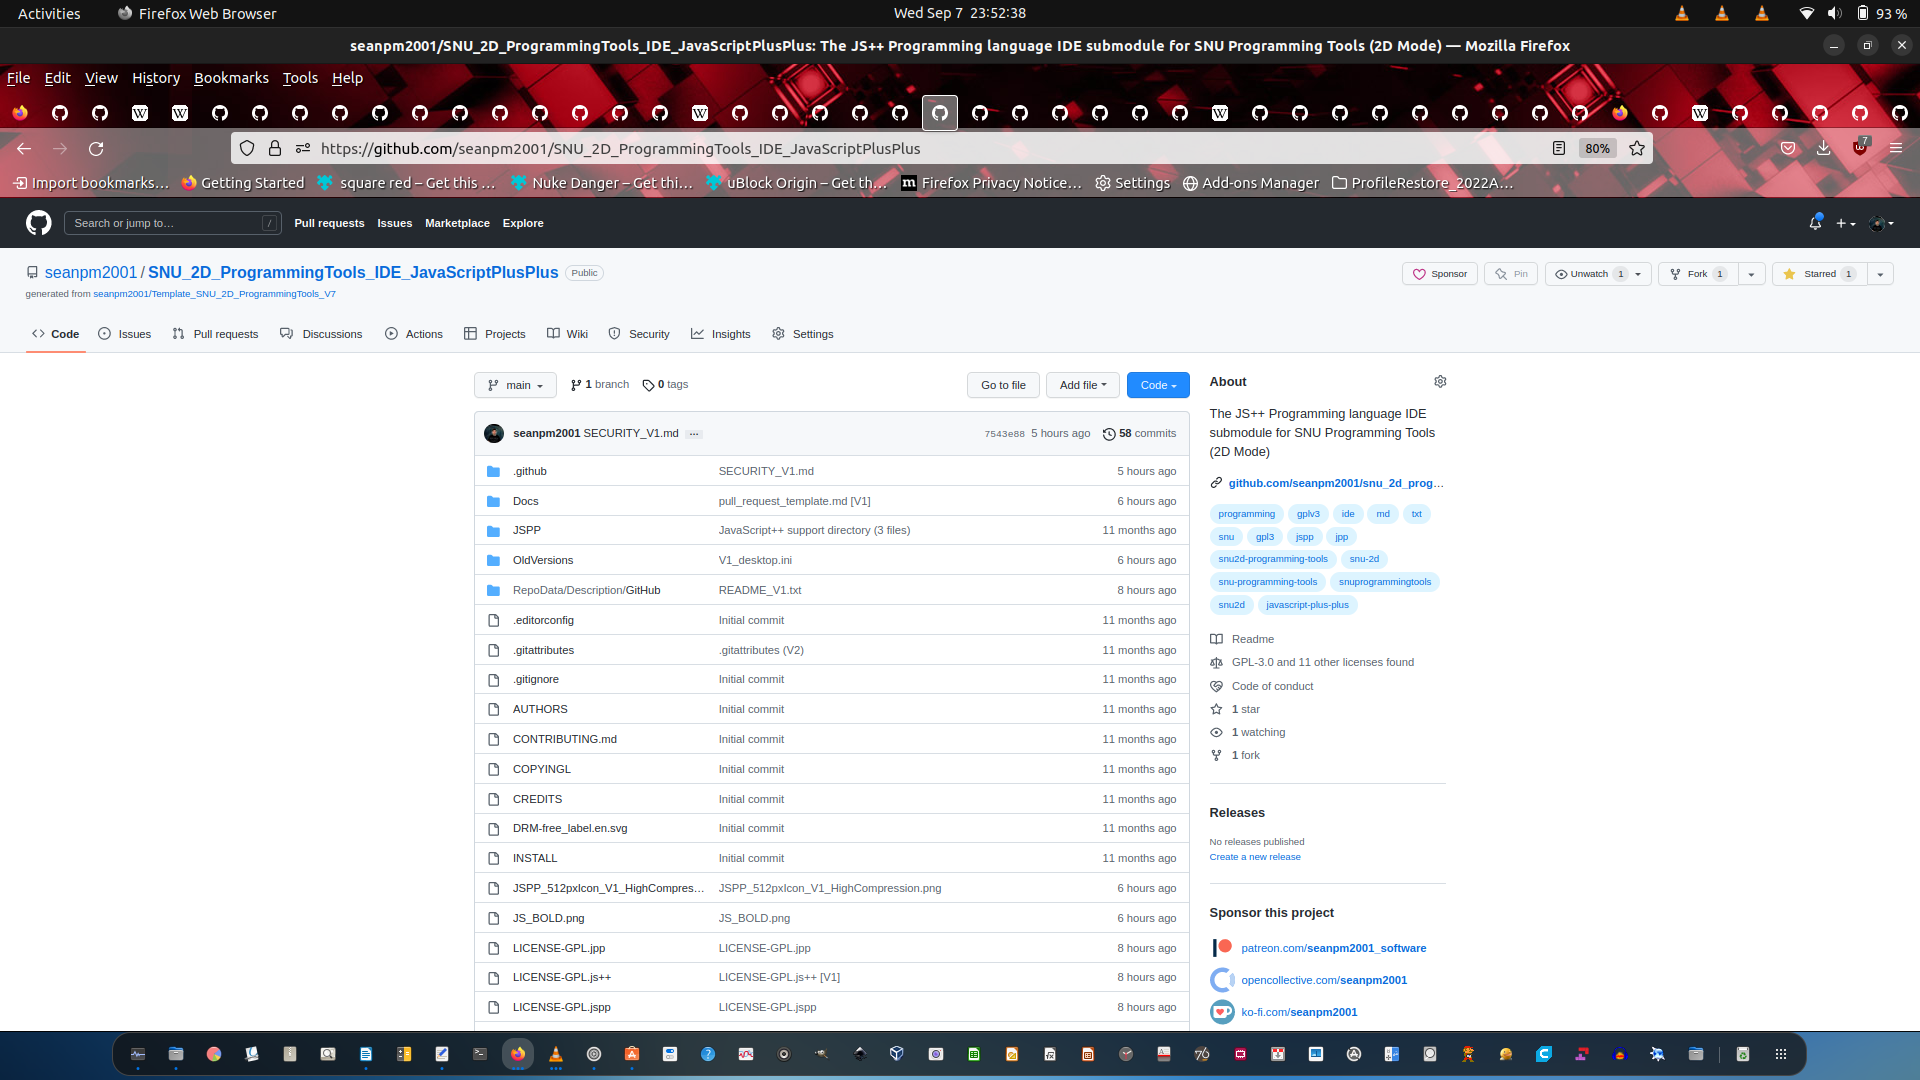 Activities
Firefox Web Browser
Wed Sep 7 23:52:38
93 %
seanpm2001/SNU_2D_ProgrammingTools_IDE_JavaScriptPlusPlus: The JS++ Programming language IDE submodule for SNU Programming Tools (2D Mode) — Mozilla Firefox
File Edit View History Bookmarks Tools Help
https://github.com/seanpm2001/SNU_2D_ProgrammingTools_IDE_JavaScriptPlusPlus
80%
7
Import bookmarks…
Getting Started
square red – Get this …
Nuke Danger – Get thi…
uBlock Origin – Get th…
Firefox Privacy Notice…
Settings
Add-ons Manager
ProfileRestore_2022A…
Search or jump to…
/
Pull requests Issues Marketplace Explore
seanpm2001 / SNU_2D_ProgrammingTools_IDE_JavaScriptPlusPlus Public
Sponsor
Pin
Unwatch 1
Fork 1
Starred 1
generated from seanpm2001/Template_SNU_2D_ProgrammingTools_V7
Code Issues Pull requests Discussions Actions Projects Wiki Security Insights Settings
main 1 branch 0 tags
Go to file
Add file
Code
seanpm2001 SECURITY_V1.md … 7543e88 5 hours ago 58 commits
.github SECURITY_V1.md 5 hours ago
Docs pull_request_template.md [V1] 6 hours ago
JSPP JavaScript++ support directory (3 files) 11 months ago
OldVersions V1_desktop.ini 6 hours ago
RepoData/Description/GitHub README_V1.txt 8 hours ago
.editorconfig Initial commit 11 months ago
.gitattributes .gitattributes (V2) 11 months ago
.gitignore Initial commit 11 months ago
AUTHORS Initial commit 11 months ago
CONTRIBUTING.md Initial commit 11 months ago
COPYINGL Initial commit 11 months ago
CREDITS Initial commit 11 months ago
DRM-free_label.en.svg Initial commit 11 months ago
INSTALL Initial commit 11 months ago
JSPP_512pxIcon_V1_HighCompres… JSPP_512pxIcon_V1_HighCompression.png 6 hours ago
JS_BOLD.png JS_BOLD.png 6 hours ago
LICENSE-GPL.jpp LICENSE-GPL.jpp 8 hours ago
LICENSE-GPL.js++ LICENSE-GPL.js++ [V1] 8 hours ago
LICENSE-GPL.jspp LICENSE-GPL.jspp 8 hours ago
About
The JS++ Programming language IDE
submodule for SNU Programming Tools
(2D Mode)
github.com/seanpm2001/snu_2d_prog…
programming gplv3 ide md txt
snu gpl3 jspp jpp
snu2d-programming-tools snu-2d
snu-programming-tools snuprogrammingtools
snu2d javascript-plus-plus
Readme
GPL-3.0 and 11 other licenses found
Code of conduct
1 star
1 watching
1 fork
Releases
No releases published
Create a new release
Sponsor this project
patreon.com/seanpm2001_software
opencollective.com/seanpm2001
ko-fi.com/seanpm2001